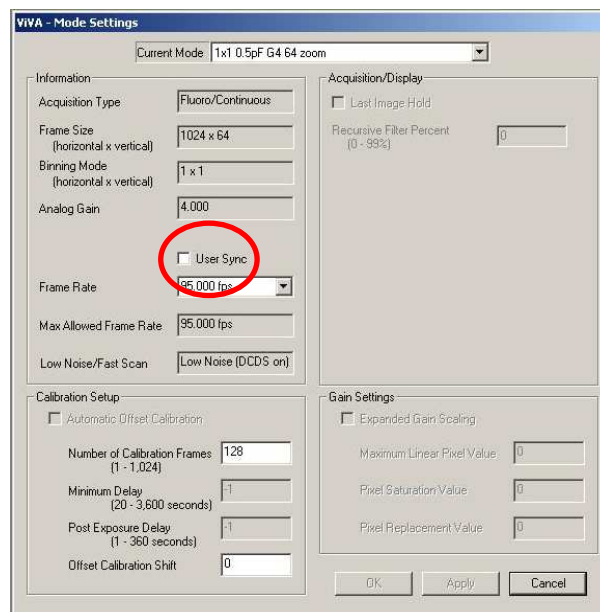 ViVA - Mode Settings
Current Mode 1x1 0.5pF G4 64 zoom
Information
Acquisition Type Fluoro/Continuous
Frame Size 1024 x 64
(horizontal x vertical)
Binning Mode 1 x 1
(horizontal x vertical)
Analog Gain 4.000
User Sync
Frame Rate 95.000 fps
Max Allowed Frame Rate 95.000 fps
Low Noise/Fast Scan Low Noise (DCDS on)
Acquisition/Display
Last Image Hold
Recursive Filter Percent 0
(0 - 99%)
Calibration Setup
Automatic Offset Calibration
Number of Calibration Frames 128
(1 - 1,024)
Minimum Delay -1
(20 - 3,600 seconds)
Post Exposure Delay -1
(1 - 360 seconds)
Offset Calibration Shift 0
Gain Settings
Expanded Gain Scaling
Maximum Linear Pixel Value 0
Pixel Saturation Value 0
Pixel Replacement Value 0
OK Apply Cancel